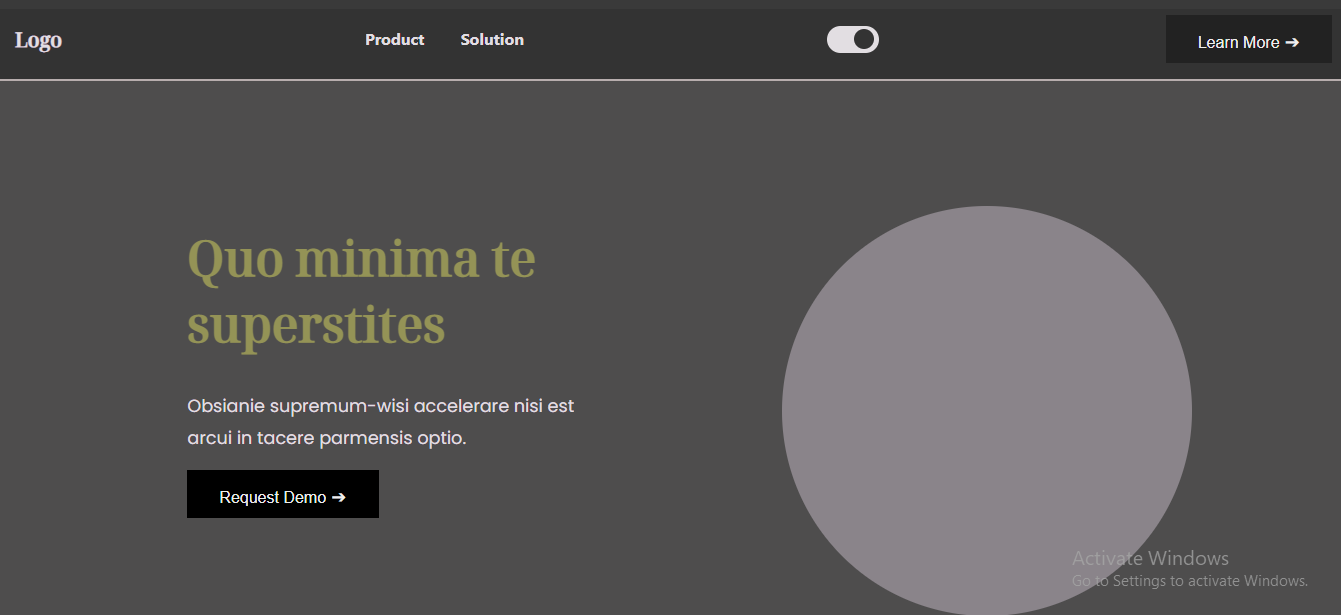 Logo
Product
Solution
Learn More ➔
Quo minima te
superstites
Obsianie supremum-wisi accelerare nisi est
arcui in tacere parmensis optio.
Request Demo ➔
Activate Windows
Go to Settings to activate Windows.